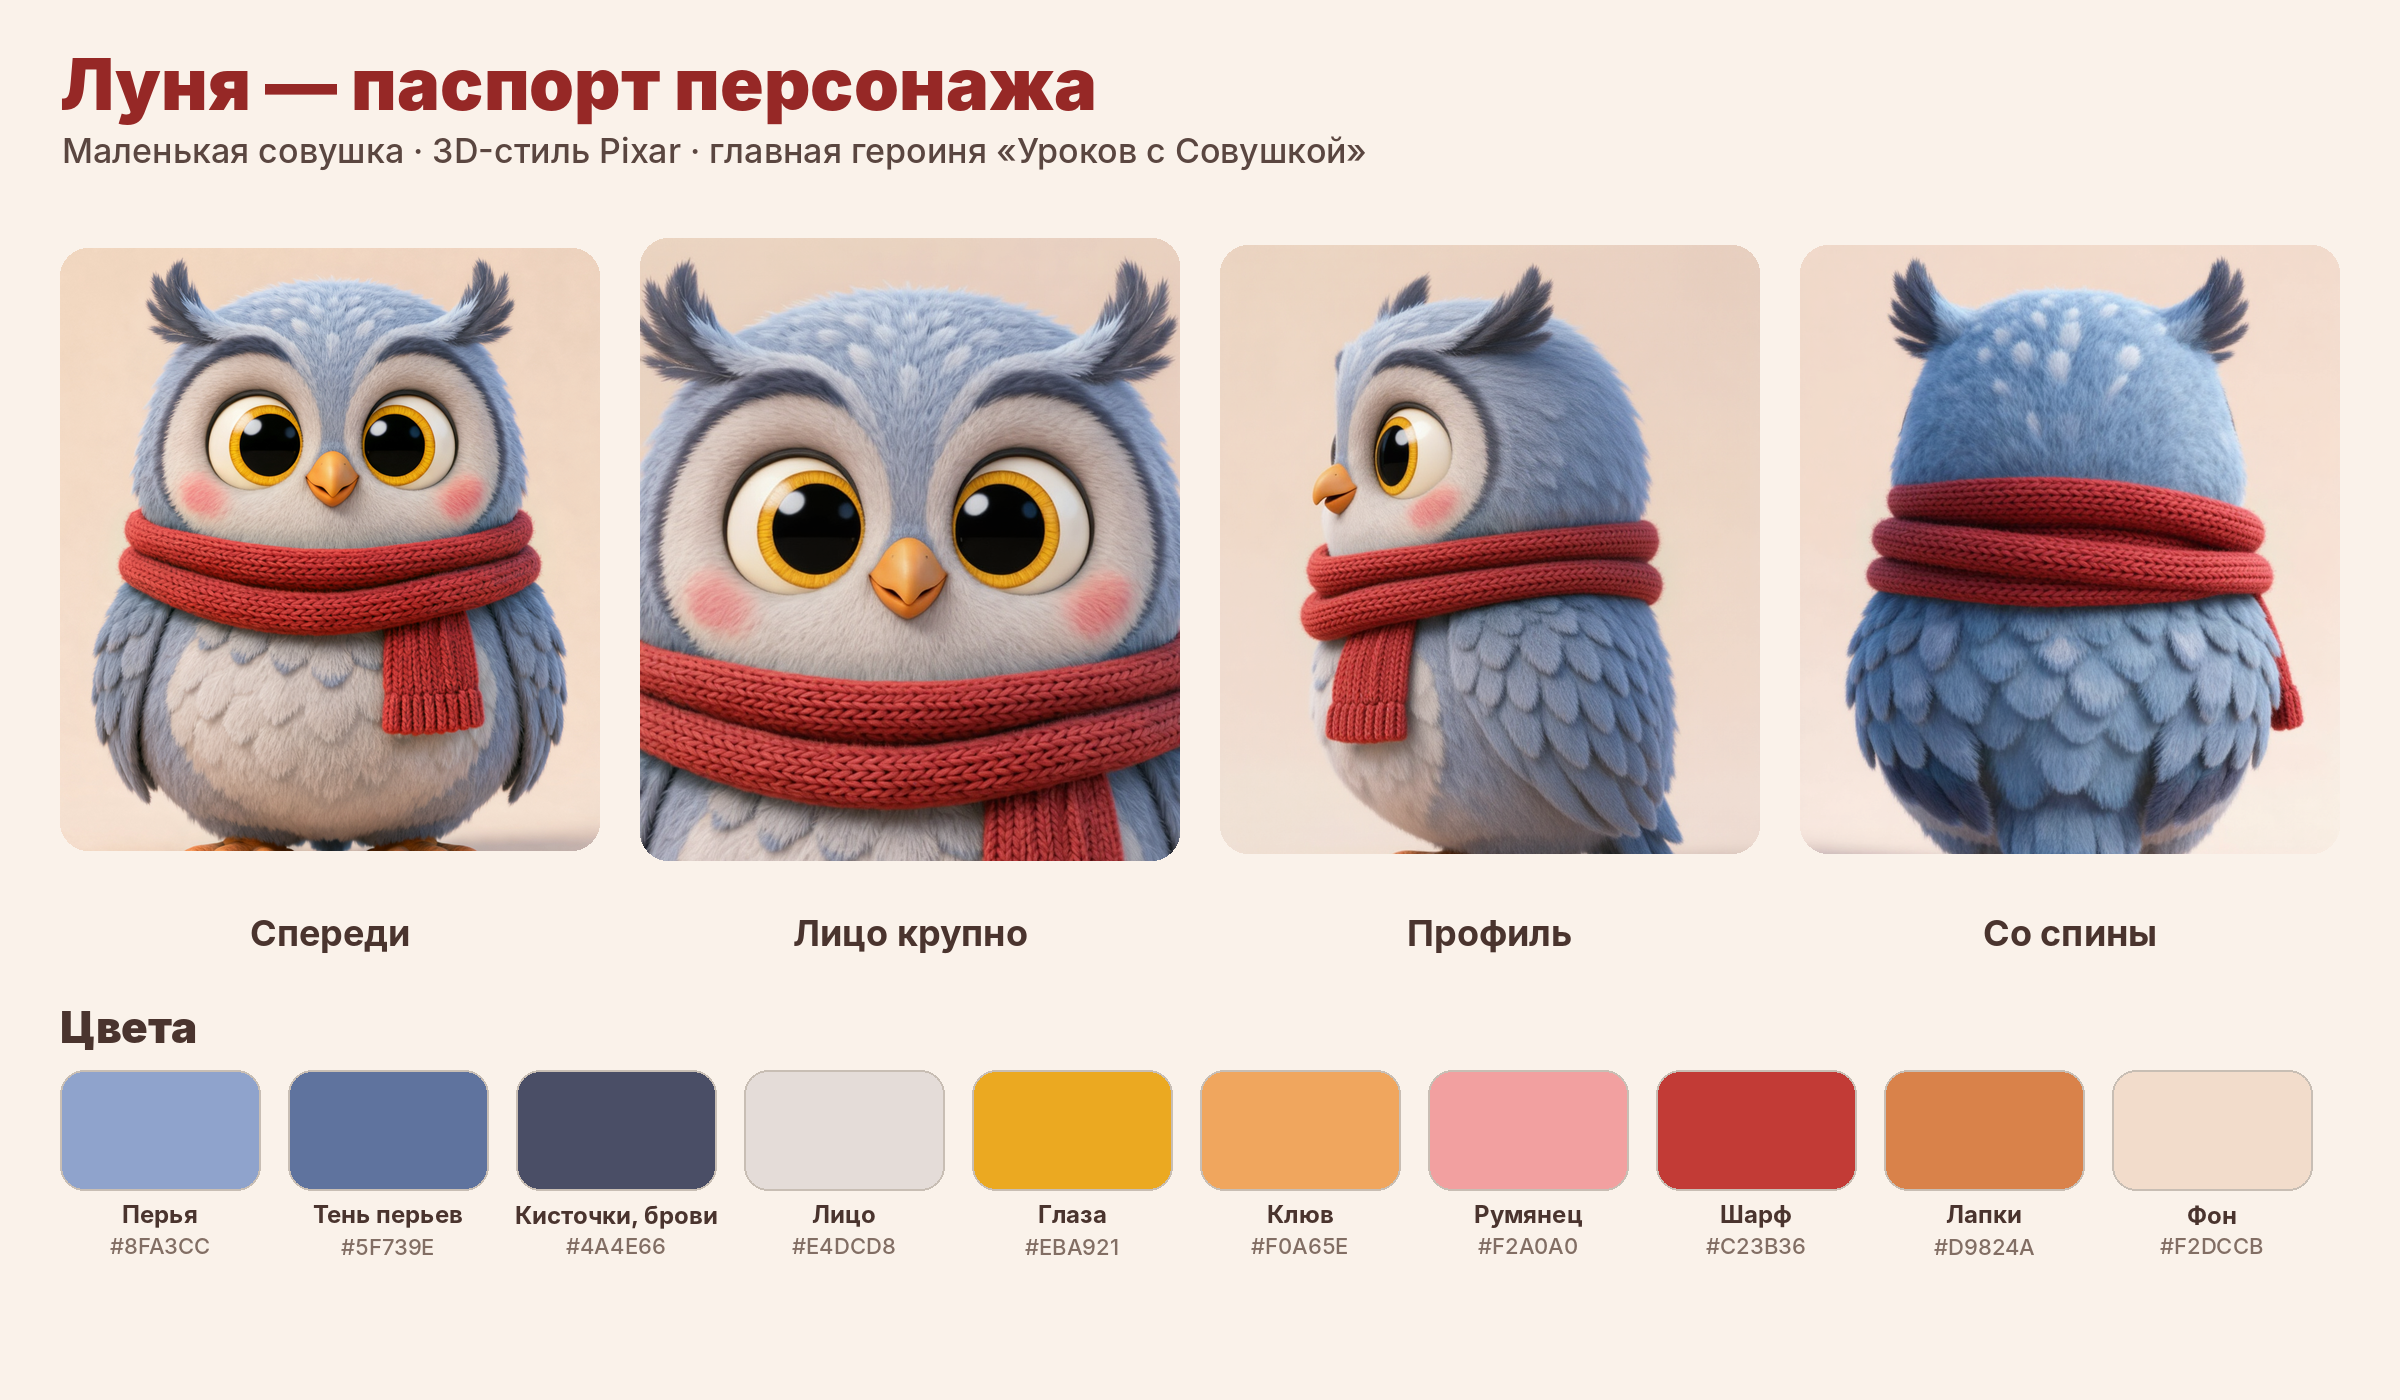 Луня — паспорт персонажа
Маленькая совушка · 3D-стиль Pixar · главная героиня «Уроков с Совушкой»
Спереди
Лицо крупно
Профиль
Со спины
Цвета
Перья
#8FA3CC
Тень перьев
#5F739E
Кисточки, брови
#4A4E66
Лицо
#E4DCD8
Глаза
#EBA921
Клюв
#F0A65E
Румянец
#F2A0A0
Шарф
#C23B36
Лапки
#D9824A
Фон
#F2DCCB